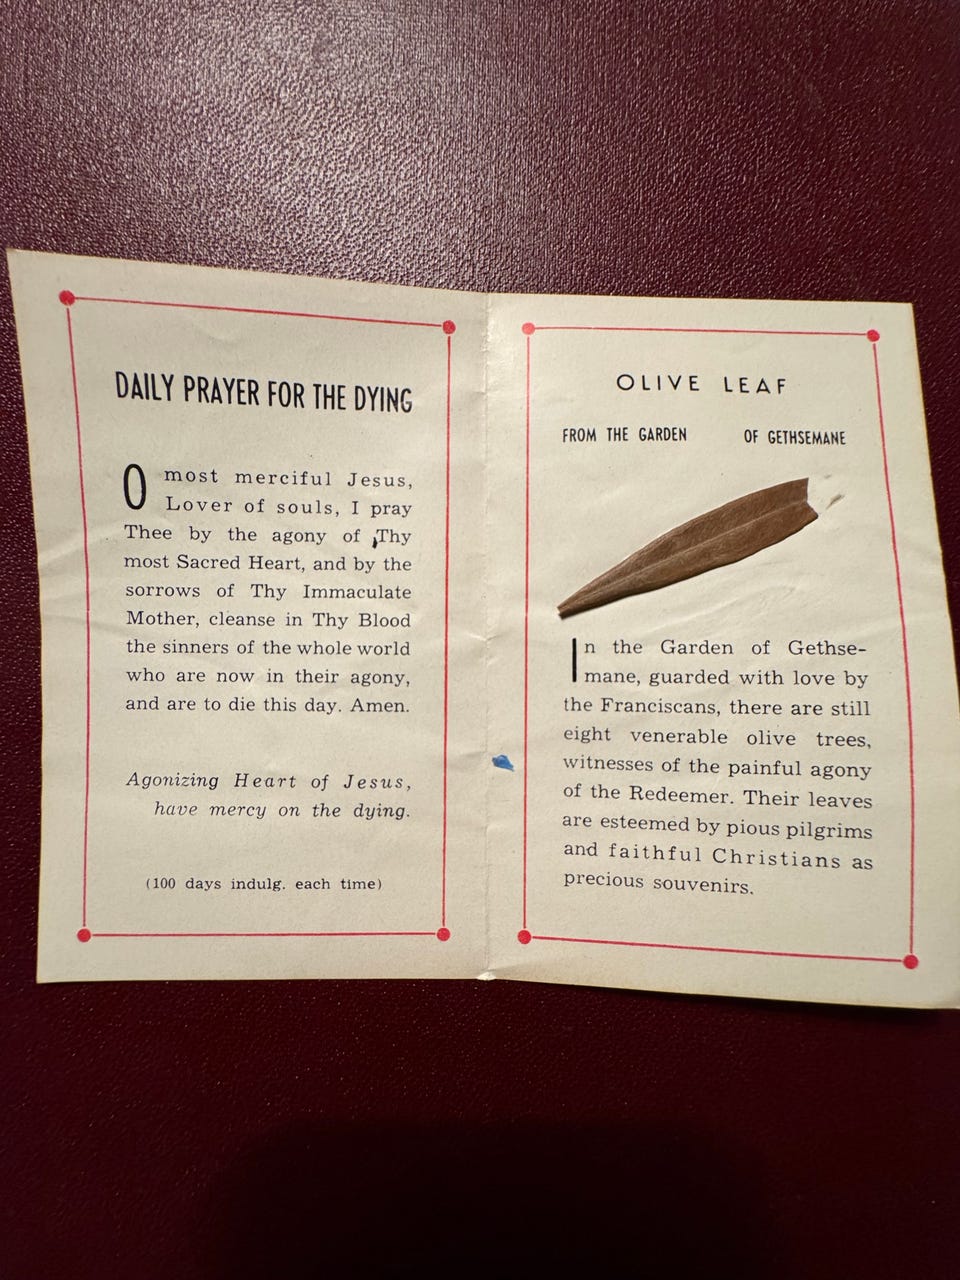 DAILY PRAYER FOR THE DYING
O most merciful Jesus,
Lover of souls, I pray
Thee by the agony of Thy
most Sacred Heart, and by the
sorrows of Thy Immaculate
Mother, cleanse in Thy Blood
the sinners of the whole world
who are now in their agony,
and are to die this day. Amen.
Agonizing Heart of Jesus,
have mercy on the dying.
(100 days indulg. each time)
OLIVE LEAF
FROM THE GARDEN OF GETHSEMANE
In the Garden of Gethse-
mane, guarded with love by
the Franciscans, there are still
eight venerable olive trees,
witnesses of the painful agony
of the Redeemer. Their leaves
are esteemed by pious pilgrims
and faithful Christians as
precious souvenirs.